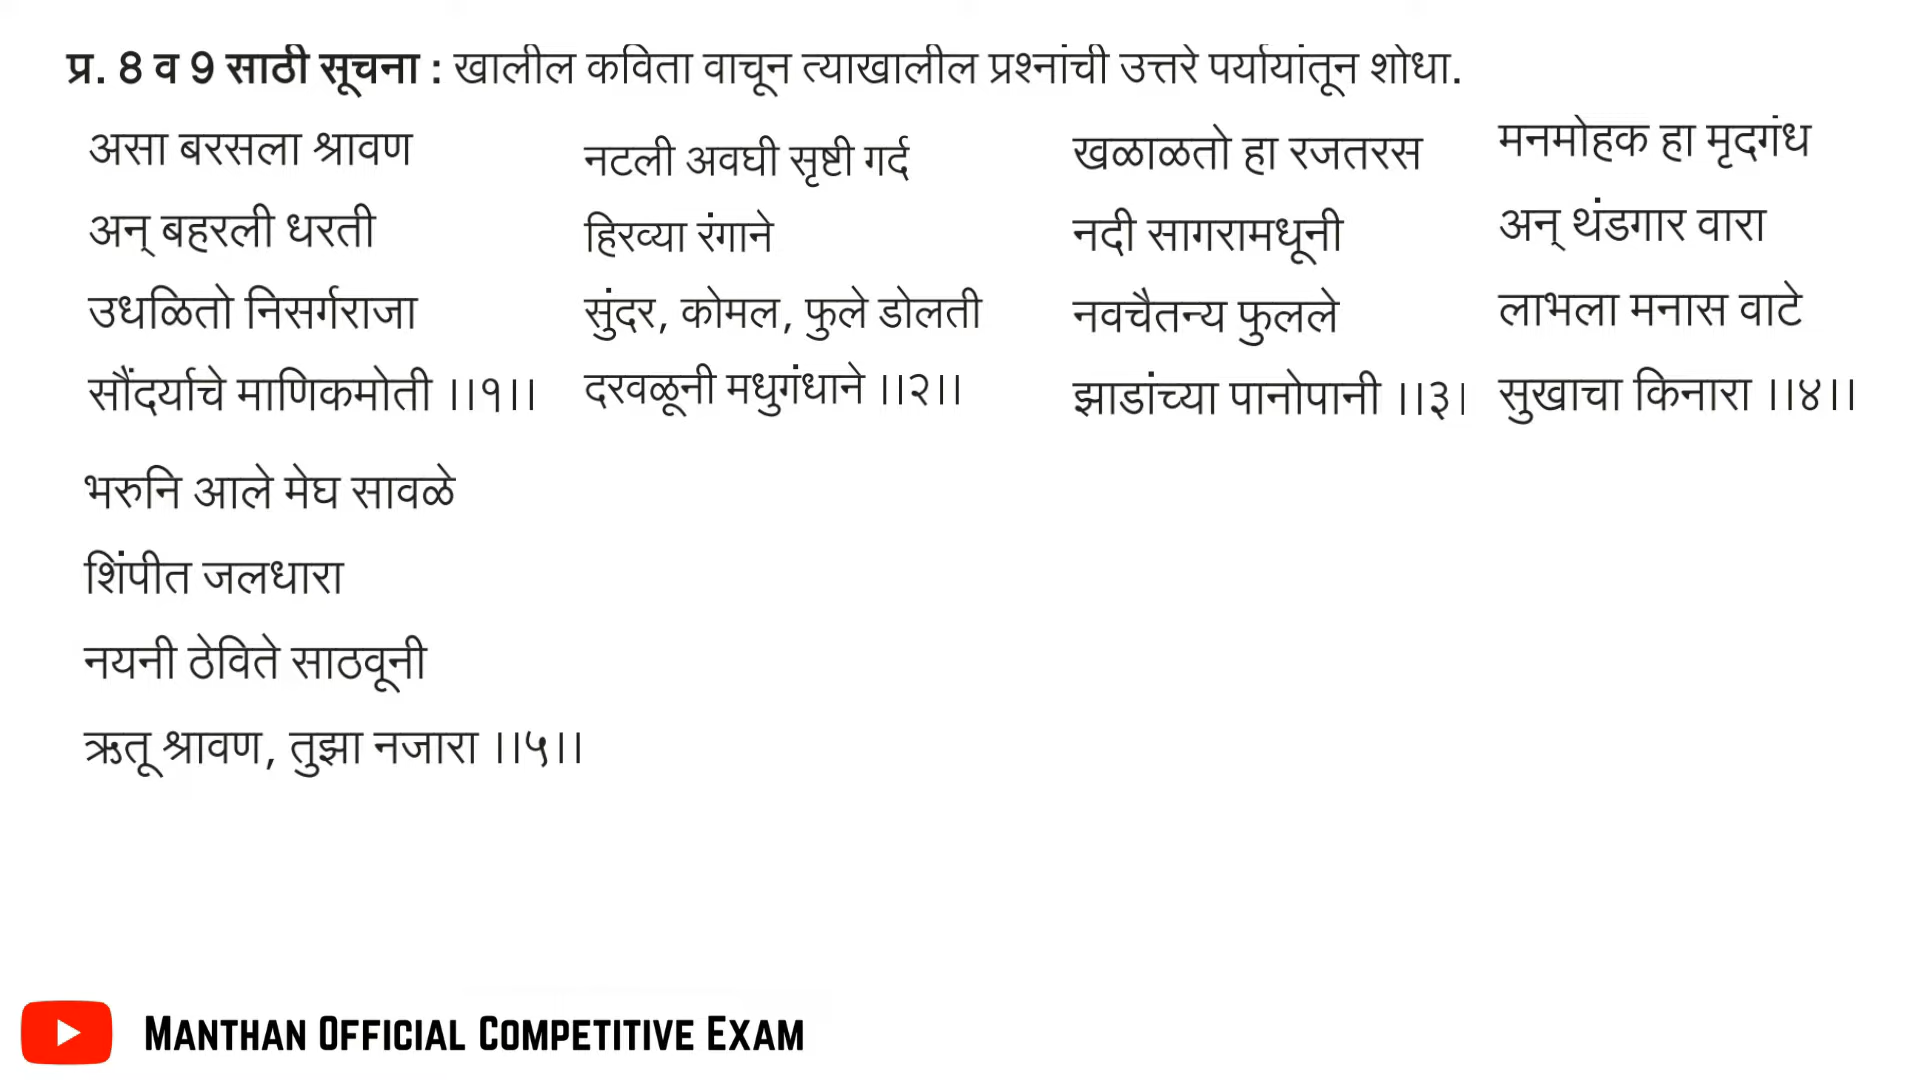 प्र. 8 व 9 साठी सूचना : खालील कविता वाचून त्याखालील प्रश्नांची उत्तरे पर्यायांतून शोधा.
असा बरसला श्रावण
अन् बहरली धरती
उधळितो निसर्गराजा
सौंदर्याचे माणिकमोती ।।१।।
नटली अवघी सृष्टी गर्द
हिरव्या रंगाने
सुंदर, कोमल, फुले डोलती
दरवळूनी मधुगंधाने ।।२।।
खळाळतो हा रजतरस
नदी सागरामधूनी
नवचैतन्य फुलले
झाडांच्या पानोपानी ।।३।
मनमोहक हा मृदगंध
अन् थंडगार वारा
लाभला मनास वाटे
सुखाचा किनारा ।।४।।
भरुनि आले मेघ सावळे
शिंपीत जलधारा
नयनी ठेविते साठवूनी
ऋतू श्रावण, तुझा नजारा ।।५।।
MANTHAN OFFICIAL COMPETITIVE EXAM